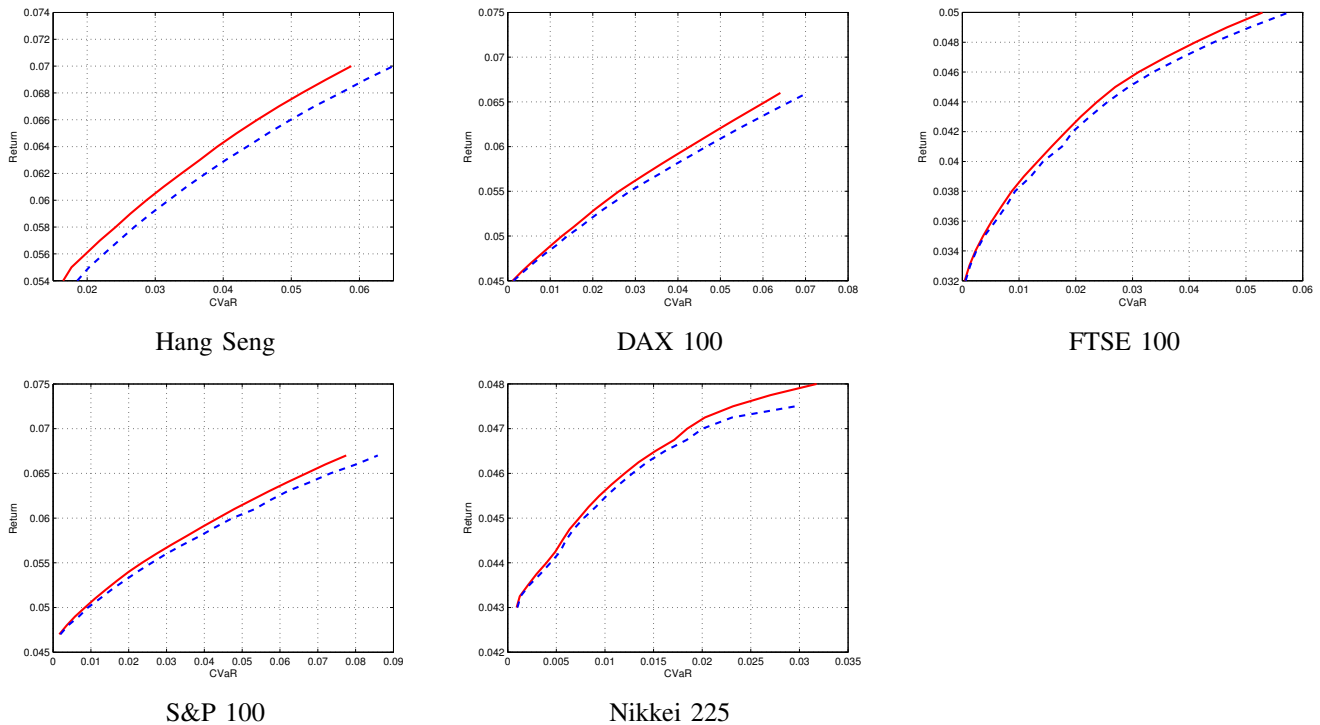 0.074
0.072
0.07
0.068
0.066
0.064
0.062
0.06
0.058
0.056
0.054
0.02 0.03 0.04 0.05 0.06
Return
CVaR
Hang Seng
0.075
0.07
0.065
0.06
0.055
0.05
0.045
0 0.01 0.02 0.03 0.04 0.05 0.06 0.07 0.08
Return
CVaR
DAX 100
0.05
0.048
0.046
0.044
0.042
0.04
0.038
0.036
0.034
0.032
0 0.01 0.02 0.03 0.04 0.05 0.06
Return
CVaR
FTSE 100
0.075
0.07
0.065
0.06
0.055
0.05
0.045
0 0.01 0.02 0.03 0.04 0.05 0.06 0.07 0.08 0.09
Return
CVaR
S&P 100
0.048
0.047
0.046
0.045
0.044
0.043
0.042
0 0.005 0.01 0.015 0.02 0.025 0.03 0.035
Return
CVaR
Nikkei 225